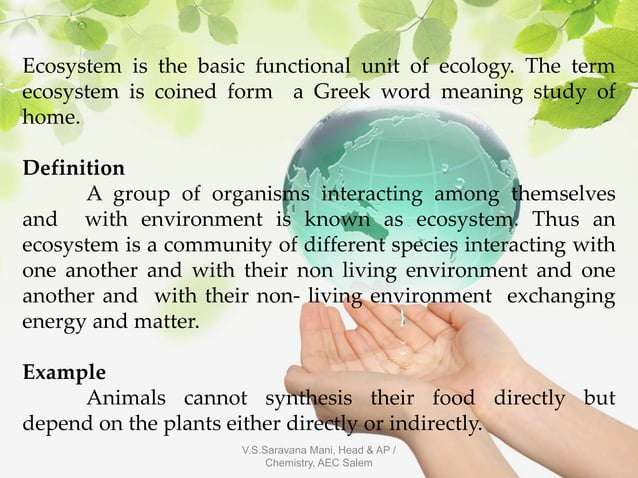 Ecosystem is the basic functional unit of ecology. The term
ecosystem is coined form a Greek word meaning study of
home.
Definition
A group of organisms interacting among themselves
and with environment is known as ecosystem. Thus an
ecosystem is a community of different species interacting with
one another and with their non living environment and one
another and with their non- living environment exchanging
energy and matter.
Example
Animals cannot synthesis their food directly but
depend on the plants either directly or indirectly.
V.S.Saravana Mani, Head & AP /
Chemistry, AEC Salem